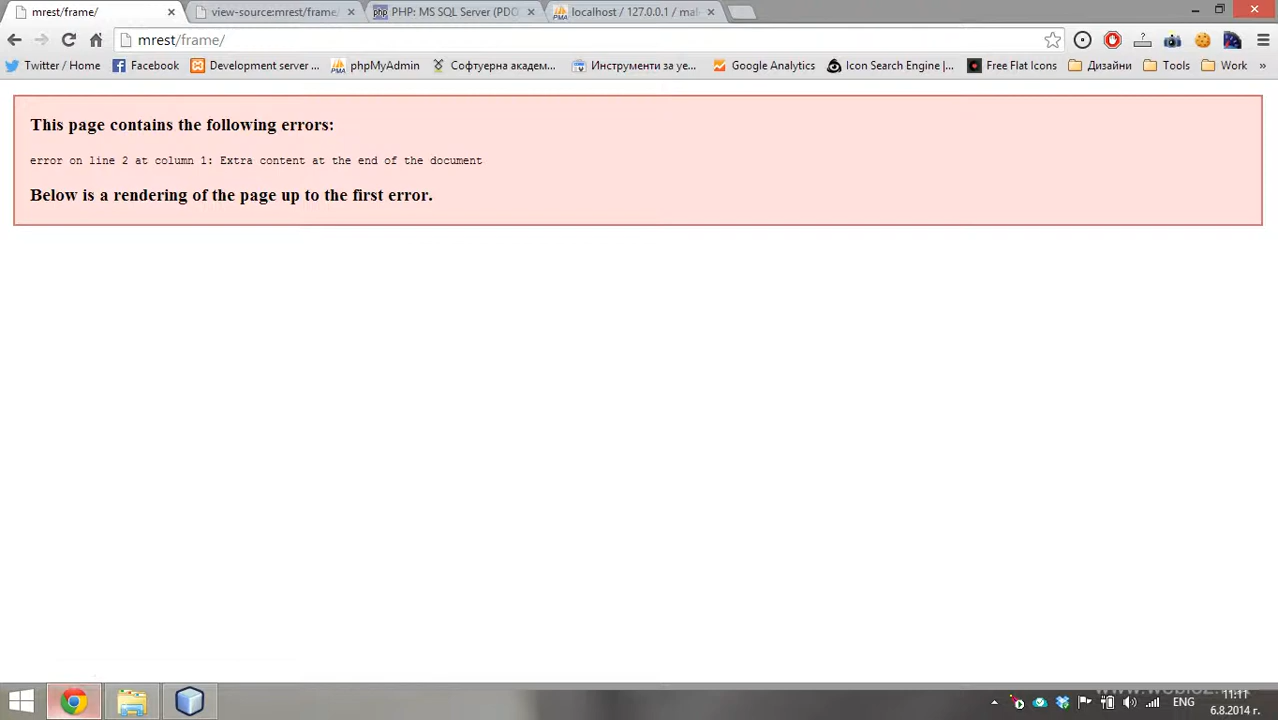 mrest/frame/
view-source:mrest/frame/
PHP: MS SQL Server (PDO
localhost / 127.0.0.1 / mal
mrest/frame/
Twitter / Home
Facebook
Development server ...
phpMyAdmin
Софтуерна академ...
Инструменти за уе...
Google Analytics
Icon Search Engine |...
Free Flat Icons
Дизайни
Tools
Work
»
This page contains the following errors:
error on line 2 at column 1: Extra content at the end of the document
Below is a rendering of the page up to the first error.
ENG
11:11
6.8.2014 г.